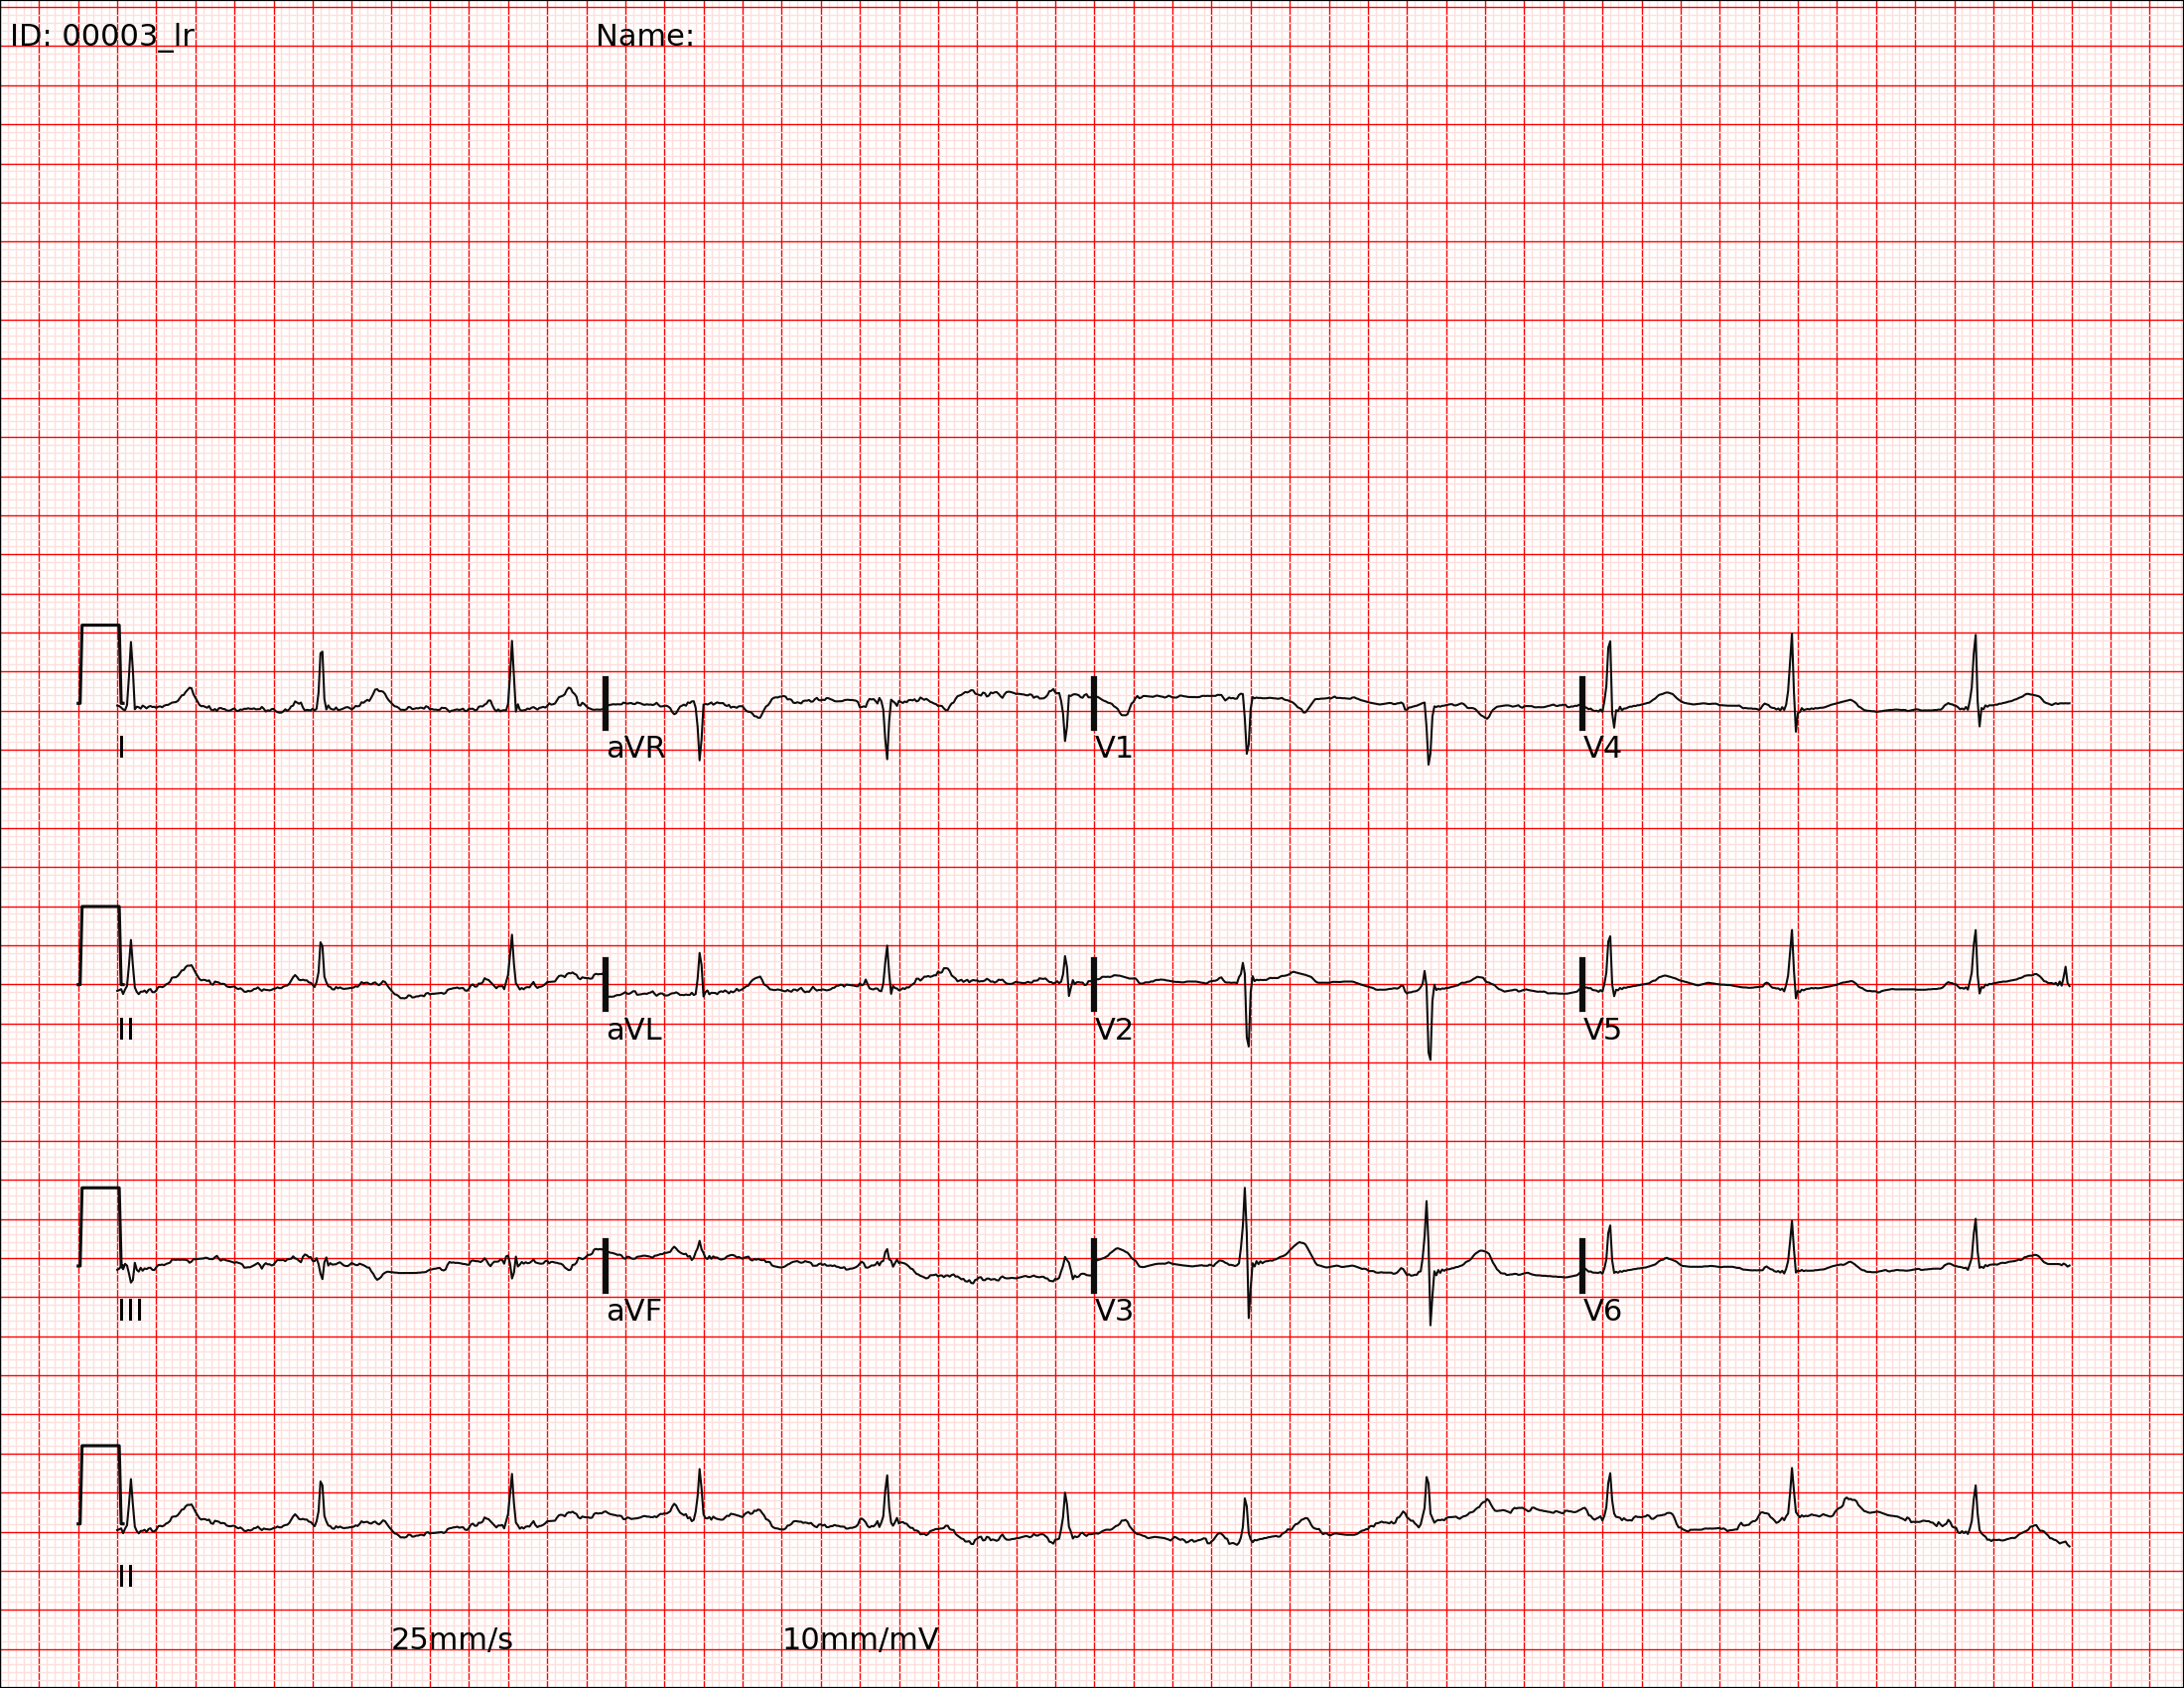 ID: 00003_lr Name:
I aVR V1 V4
II aVL V2 V5
III aVF V3 V6
II
25mm/s 10mm/mV